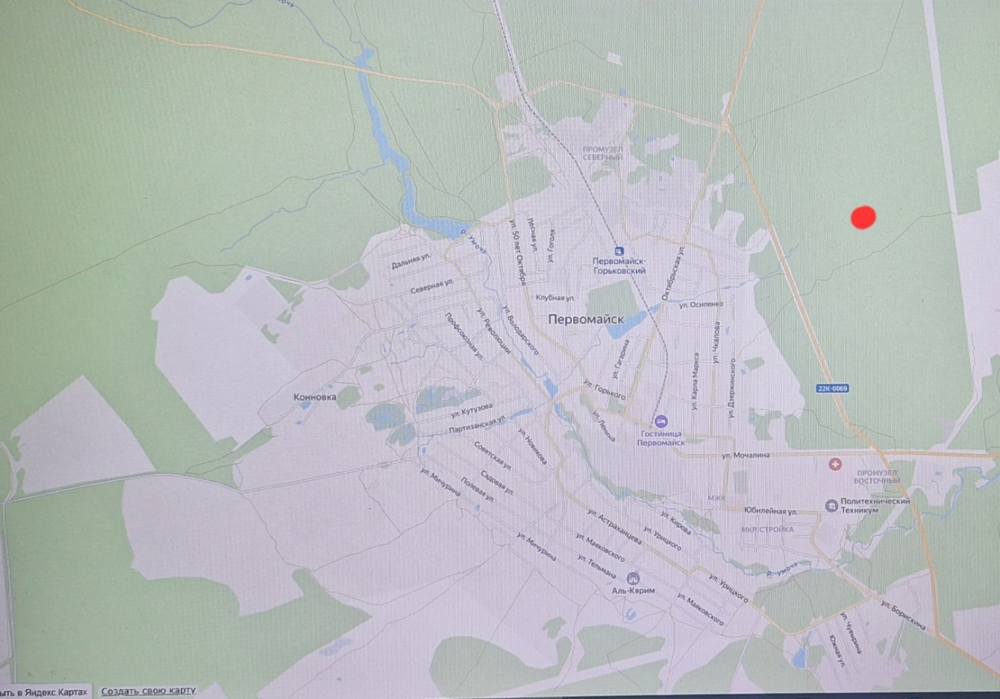 ПРОМУЗЕЛ
СЕВЕРНЫЙ
р. Умочь
ул. 50 лет Октября
Лесная ул.
ул. Гоголя
Первомайск-
Горьковский
Октябрьская ул.
Дальняя ул.
Северная ул.
Клубная ул.
ул. Осипенко
Первомайск
Профсоюзная ул.
ул. Революции
ул. Володарского
ул. Гагарина
ул. Чкалова
ул. Карла Маркса
ул. Дзержинского
22К-0069
ул. Горького
Конновка
ул. Кутузова
Партизанская ул.
ул. Ленина
Гостиница
Первомайск
ул. Новикова
Советская ул.
ул. Мочалина
ПРОМУЗЕЛ
ВОСТОЧНЫЙ
ул. Мичурина
Садовая ул.
Полевая ул.
МЖК
Политехнический
Техникум
Юбилейная ул.
МКР. СТРОЙКА
ул. Астраханцева
ул. Кирова
ул. Урицкого
ул. Мичурина
ул. Маяковского
ул. Тельмана
р. Умочь
Аль-Кярим
ул. Урицкого
ул. Маяковского
ул. Борискина
ул. Чувырина
Южная ул.
ыть в Яндекс.Картах
Создать свою карту